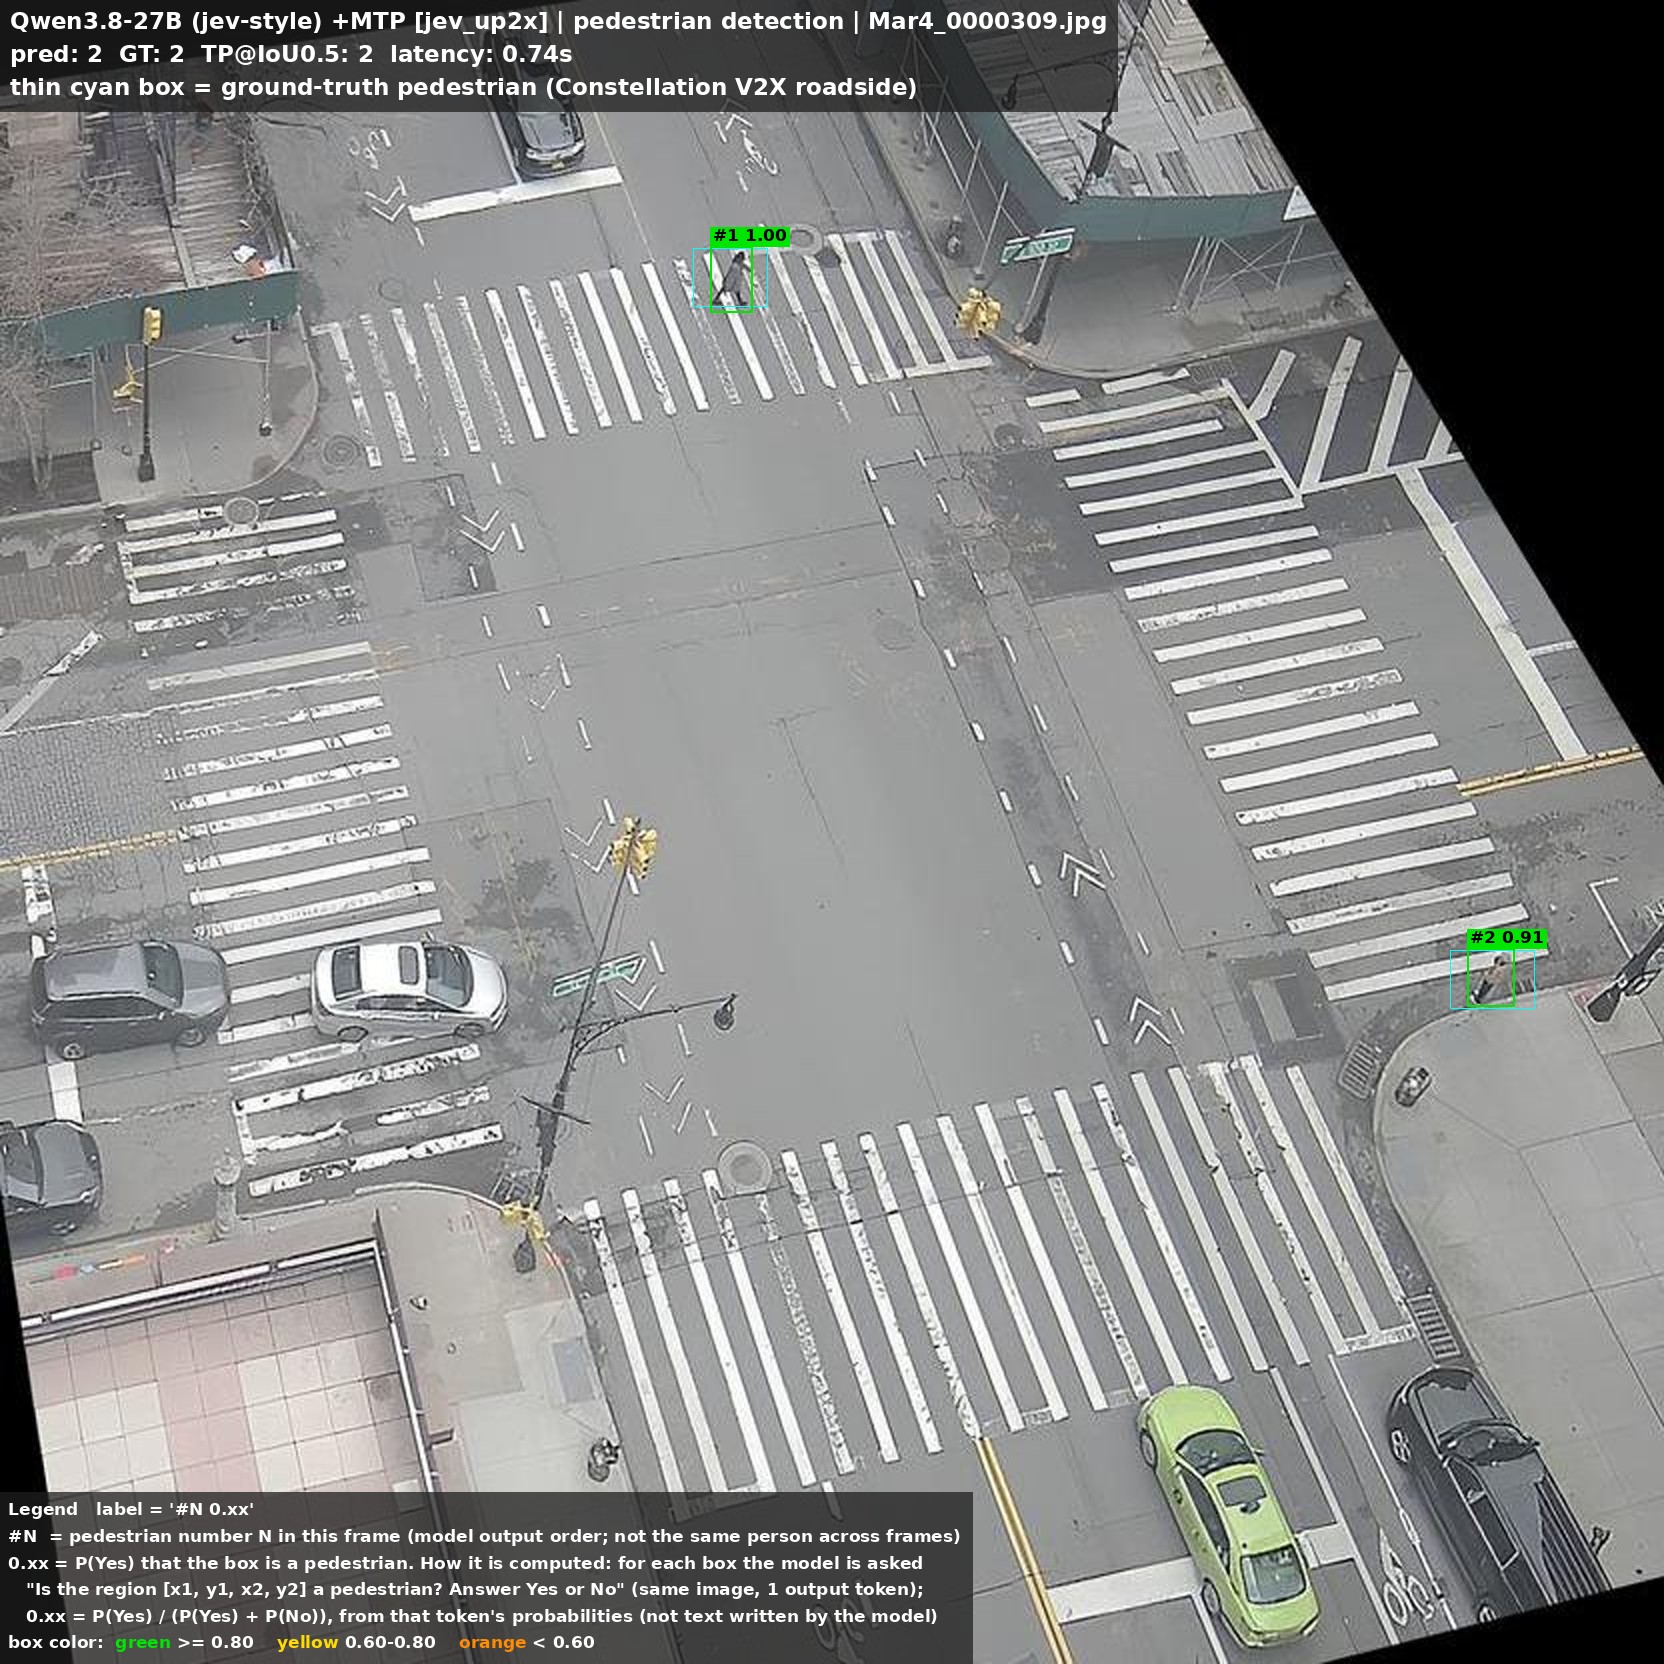 Qwen3.8-27B (jev-style) +MTP [jev_up2x] | pedestrian detection | Mar4_0000309.jpg
pred: 2  GT: 2  TP@IoU0.5: 2  latency: 0.74s
thin cyan box = ground-truth pedestrian (Constellation V2X roadside)
#1 1.00
#2 0.91
Legend   label = '#N 0.xx'
#N  = pedestrian number N in this frame (model output order; not the same person across frames)
0.xx = P(Yes) that the box is a pedestrian. How it is computed: for each box the model is asked
"Is the region [x1, y1, x2, y2] a pedestrian? Answer Yes or No" (same image, 1 output token);
0.xx = P(Yes) / (P(Yes) + P(No)), from that token's probabilities (not text written by the model)
box color:  green >= 0.80    yellow 0.60-0.80    orange < 0.60